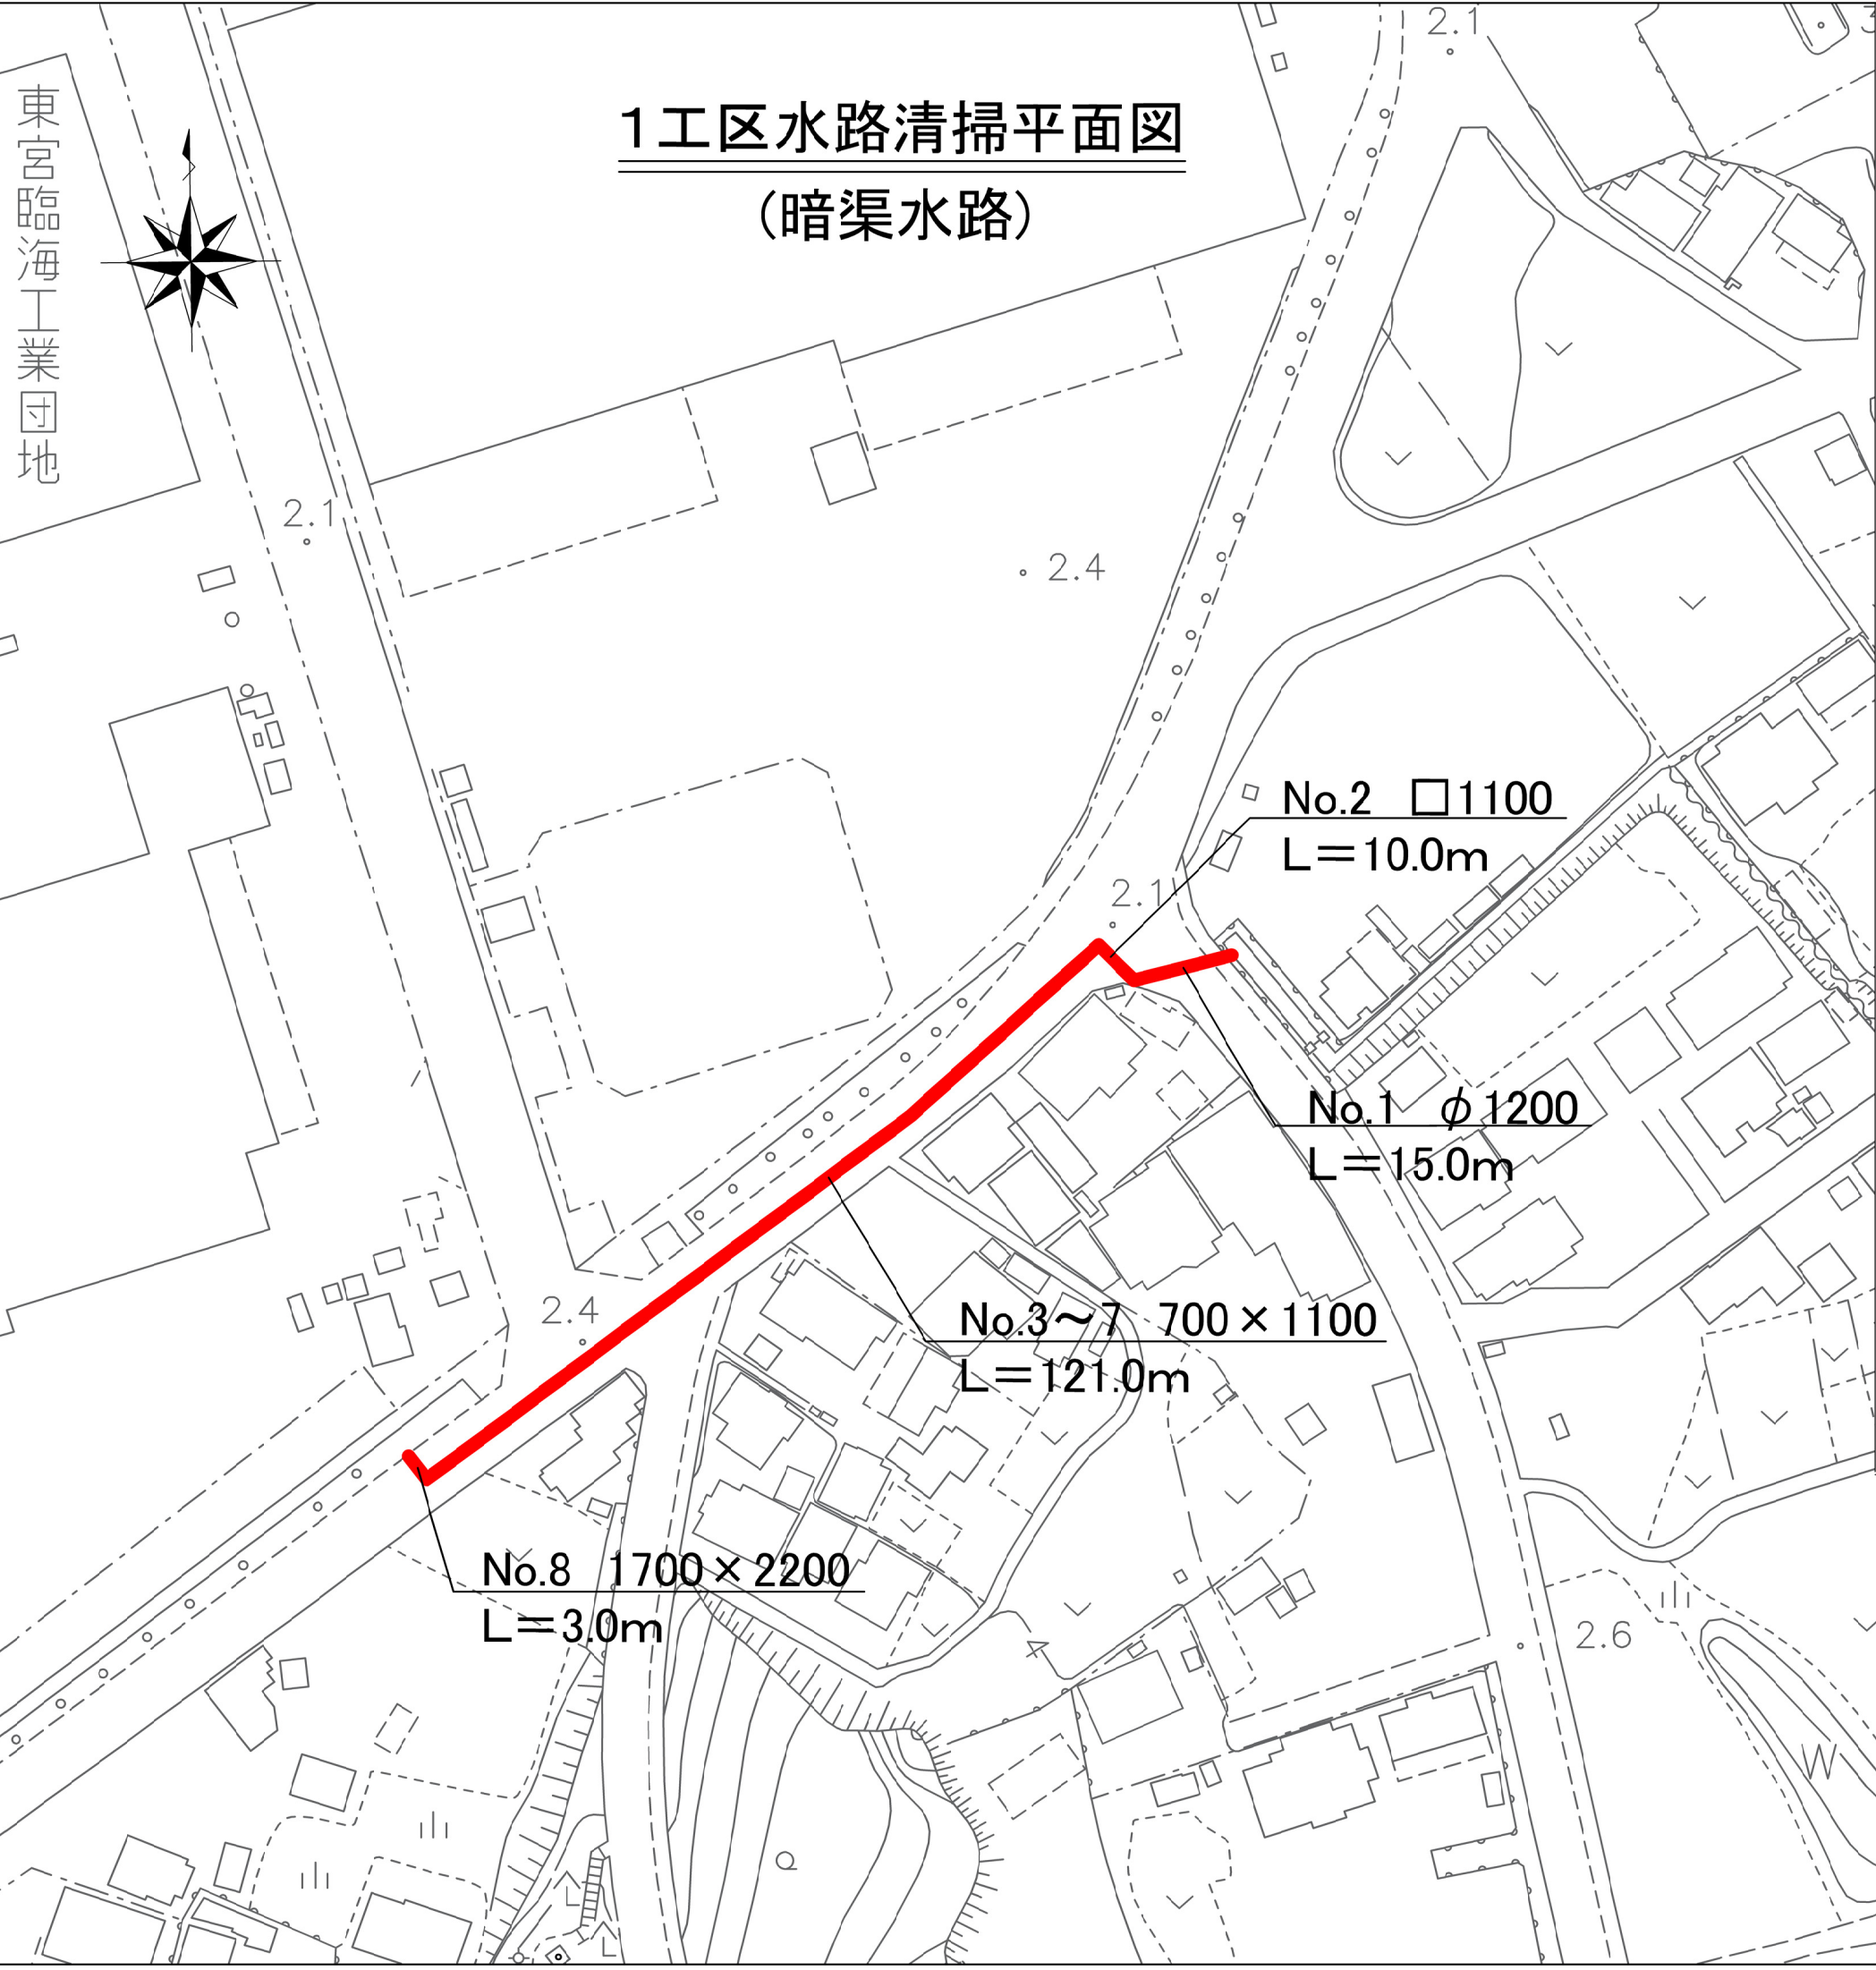 1工区水路清掃平面図
(暗渠水路)
東宮臨海工業団地
2.1
2.1
2.4
No.2 □1100
L=10.0m
2.1
No.1 φ1200
L=15.0m
2.4
No.3～7 700×1100
L=121.0m
No.8 1700×2200
L=3.0m
2.6